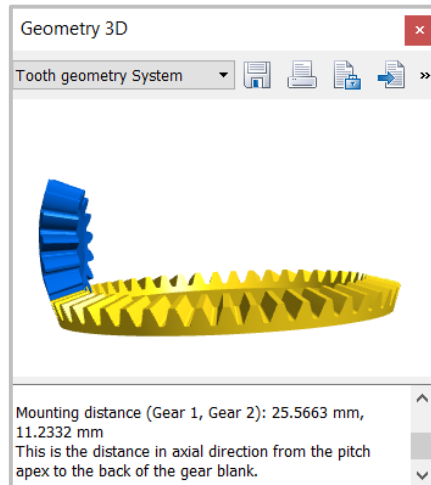 Geometry 3D
Tooth geometry System
Mounting distance (Gear 1, Gear 2): 25.5663 mm,
11.2332 mm
This is the distance in axial direction from the pitch
apex to the back of the gear blank.